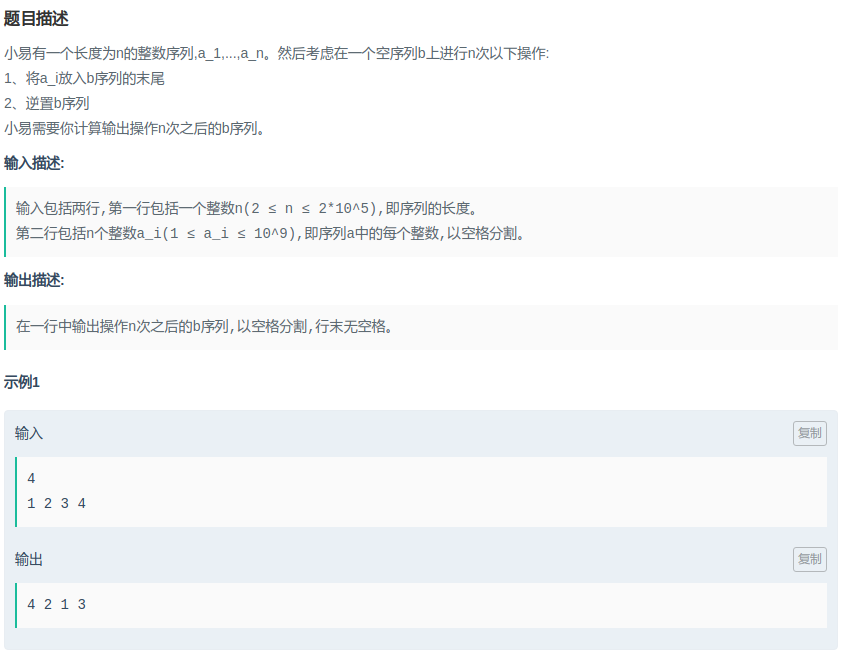 题目描述
小易有一个长度为n的整数序列,a_1,...,a_n。然后考虑在一个空序列b上进行n次以下操作:
1、将a_i放入b序列的末尾
2、逆置b序列
小易需要你计算输出操作n次之后的b序列。
输入描述:
输入包括两行,第一行包括一个整数n(2 ≤ n ≤ 2*10^5),即序列的长度。
第二行包括n个整数a_i(1 ≤ a_i ≤ 10^9),即序列a中的每个整数,以空格分割。
输出描述:
在一行中输出操作n次之后的b序列,以空格分割,行末无空格。
示例1
输入
复制
4
1 2 3 4
输出
复制
4 2 1 3